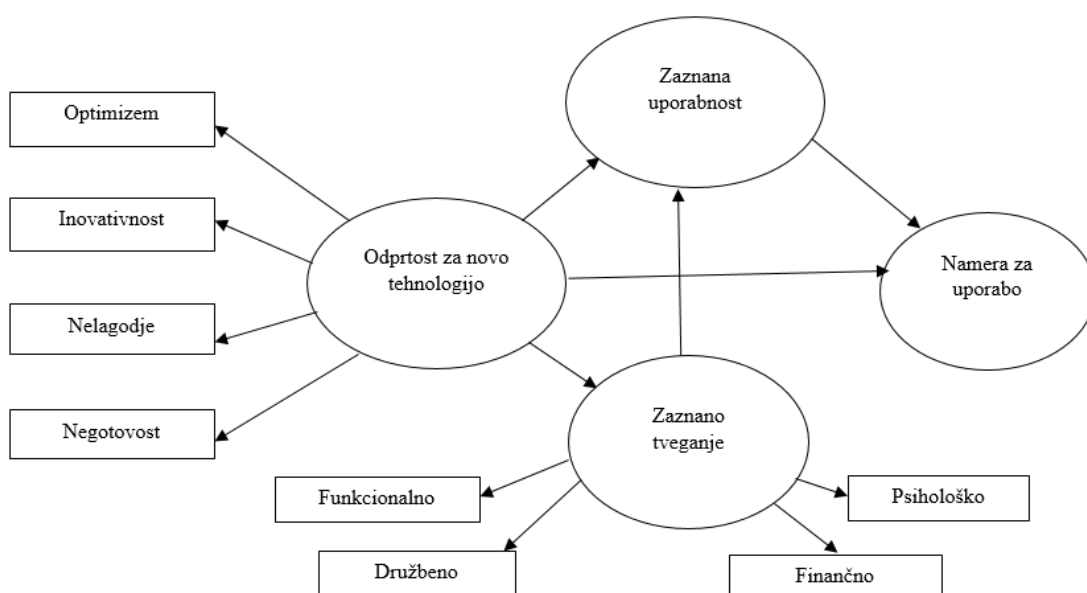 Zaznana
uporabnost
Optimizem
Inovativnost
Odprtost za novo
tehnologijo
Namera za
uporabo
Nelagodje
Negotovost
Zaznano
tveganje
Funkcionalno
Psihološko
Družbeno
Finančno